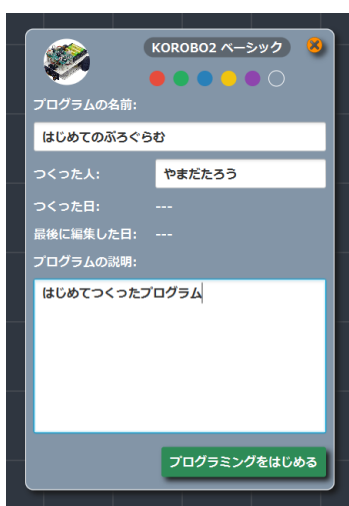 KOROBO2 ベーシック
プログラムの名前:
はじめてのぷろぐらむ
つくった人: やまだたろう
つくった日: ---
最後に編集した日: ---
プログラムの説明:
はじめてつくったプログラム
プログラミングをはじめる